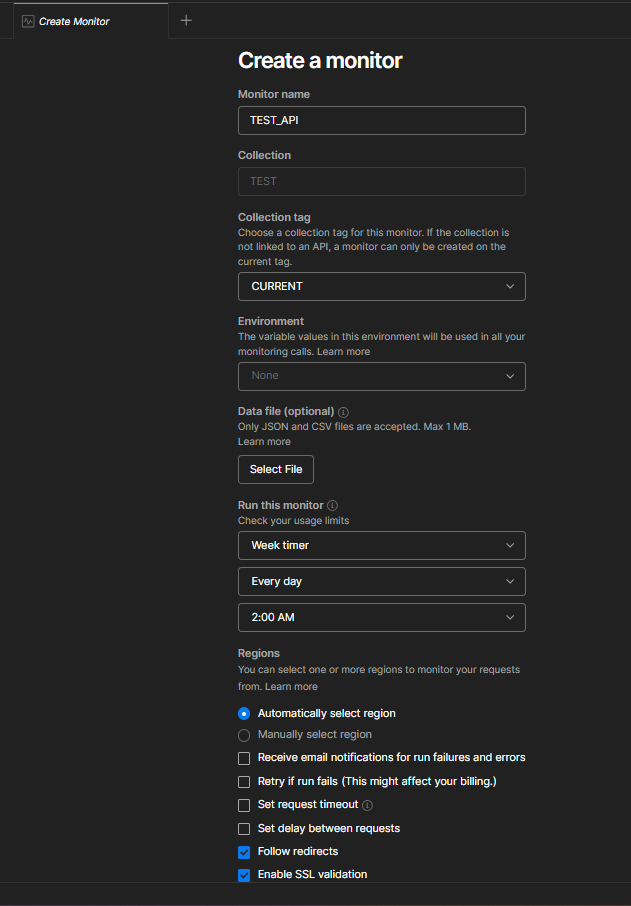 Create Monitor
Create a monitor
Monitor name
TEST_API
Collection
TEST
Collection tag
Choose a collection tag for this monitor. If the collection is
not linked to an API, a monitor can only be created on the
current tag.
CURRENT
Environment
The variable values in this environment will be used in all your
monitoring calls. Learn more
None
Data file (optional)
Only JSON and CSV files are accepted. Max 1 MB.
Learn more
Select File
Run this monitor
Check your usage limits
Week timer
Every day
2:00 AM
Regions
You can select one or more regions to monitor your requests
from. Learn more
Automatically select region
Manually select region
Receive email notifications for run failures and errors
Retry if run fails (This might affect your billing.)
Set request timeout
Set delay between requests
Follow redirects
Enable SSL validation